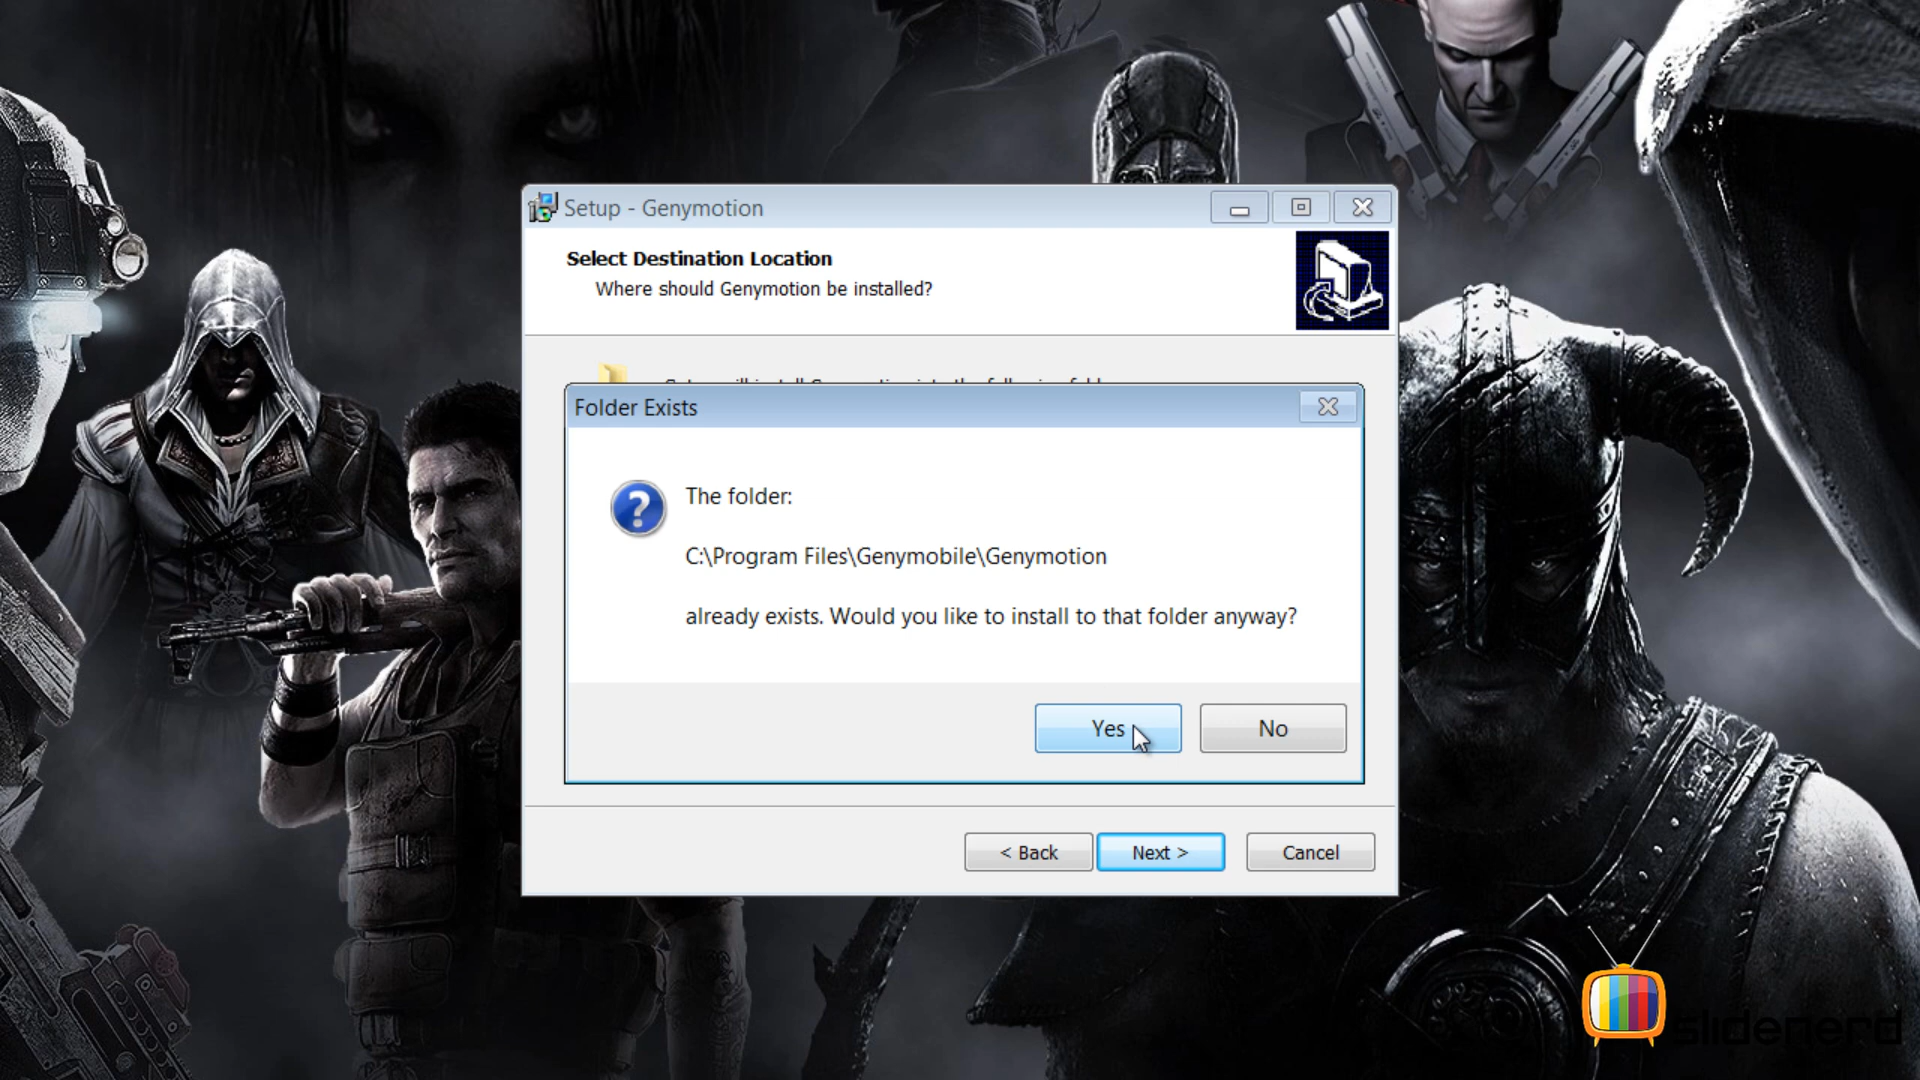 Setup - Genymotion
Select Destination Location
Where should Genymotion be installed?
Folder Exists
The folder:
C:\Program Files\Genymobile\Genymotion
already exists. Would you like to install to that folder anyway?
Yes
No
< Back
Next >
Cancel
slidenerd